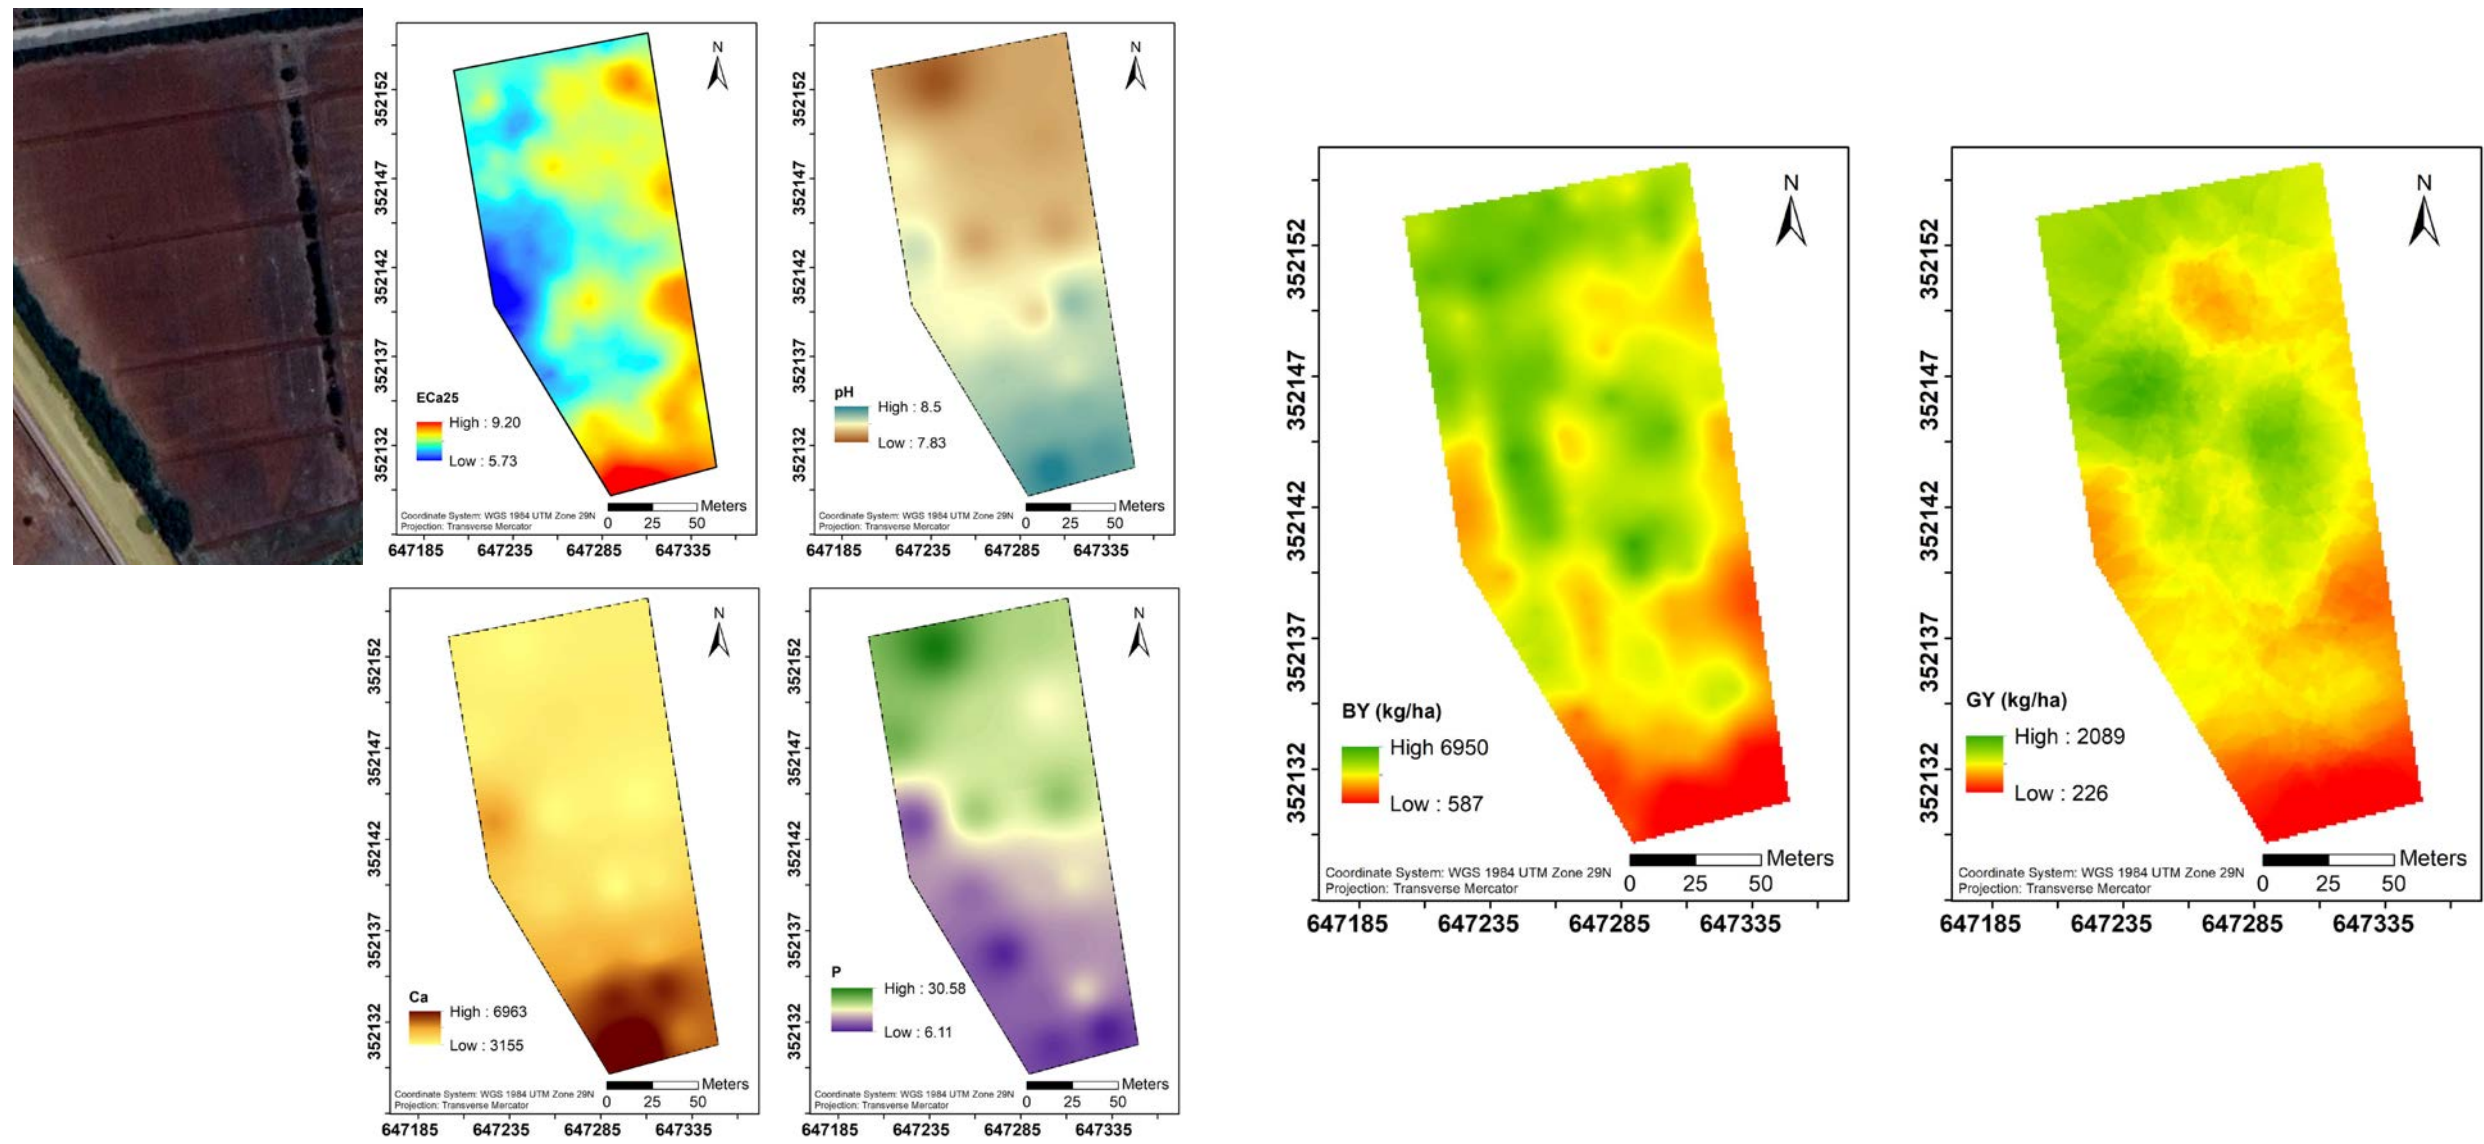 N
352152
352147
352142
352137
352132
ECa25
High : 9.20
Low : 5.73
Meters
0 25 50
Coordinate System: WGS 1984 UTM Zone 29N
Projection: Transverse Mercator
647185 647235 647285 647335
N
352152
352147
352142
352137
352132
pH
High : 8.5
Low : 7.83
Meters
0 25 50
Coordinate System: WGS 1984 UTM Zone 29N
Projection: Transverse Mercator
647185 647235 647285 647335
N
352152
352147
352142
352137
352132
Ca
High : 6963
Low : 3155
Meters
0 25 50
Coordinate System: WGS 1984 UTM Zone 29N
Projection: Transverse Mercator
647185 647235 647285 647335
N
352152
352147
352142
352137
352132
P
High : 30.58
Low : 6.11
Meters
0 25 50
Coordinate System: WGS 1984 UTM Zone 29N
Projection: Transverse Mercator
647185 647235 647285 647335
N
352152
352147
352142
352137
352132
BY (kg/ha)
High 6950
Low : 587
Meters
0 25 50
Coordinate System: WGS 1984 UTM Zone 29N
Projection: Transverse Mercator
647185 647235 647285 647335
N
352152
352147
352142
352137
352132
GY (kg/ha)
High : 2089
Low : 226
Meters
0 25 50
Coordinate System: WGS 1984 UTM Zone 29N
Projection: Transverse Mercator
647185 647235 647285 647335